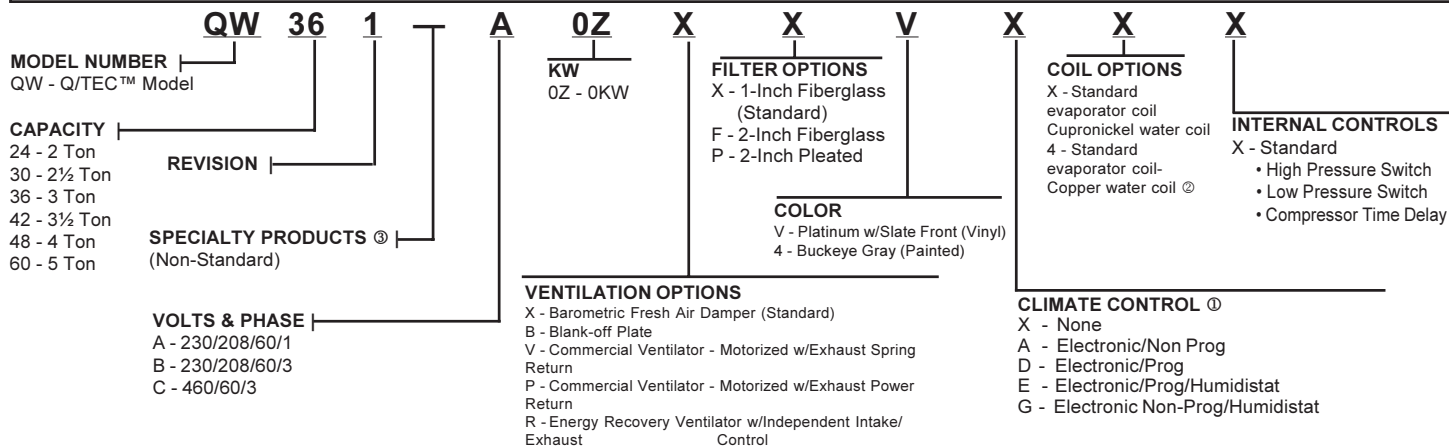 QW 36 1 — A 0Z X X V X X X
MODEL NUMBER
QW - Q/TEC™ Model
CAPACITY
24 - 2 Ton
30 - 2½ Ton
36 - 3 Ton
42 - 3½ Ton
48 - 4 Ton
60 - 5 Ton
REVISION
SPECIALTY PRODUCTS ③
(Non-Standard)
VOLTS & PHASE
A - 230/208/60/1
B - 230/208/60/3
C - 460/60/3
KW
0Z - 0KW
VENTILATION OPTIONS
X - Barometric Fresh Air Damper (Standard)
B - Blank-off Plate
V - Commercial Ventilator - Motorized w/Exhaust Spring
Return
P - Commercial Ventilator - Motorized w/Exhaust Power
Return
R - Energy Recovery Ventilator w/Independent Intake/
Exhaust Control
FILTER OPTIONS
X - 1-Inch Fiberglass
(Standard)
F - 2-Inch Fiberglass
P - 2-Inch Pleated
COLOR
V - Platinum w/Slate Front (Vinyl)
4 - Buckeye Gray (Painted)
CLIMATE CONTROL ①
X - None
A - Electronic/Non Prog
D - Electronic/Prog
E - Electronic/Prog/Humidistat
G - Electronic Non-Prog/Humidistat
COIL OPTIONS
X - Standard
evaporator coil
Cupronickel water coil
4 - Standard
evaporator coil-
Copper water coil ②
INTERNAL CONTROLS
X - Standard
• High Pressure Switch
• Low Pressure Switch
• Compressor Time Delay